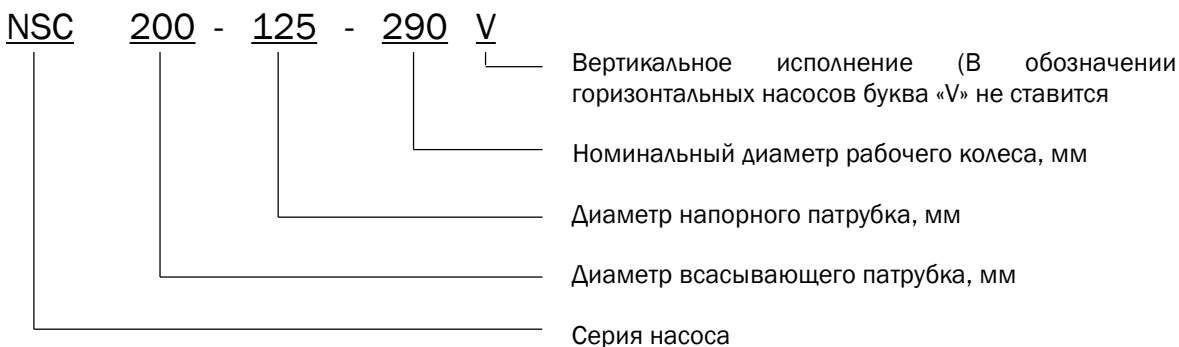 NSC 200 - 125 - 290 V
Вертикальное исполнение (В обозначении
горизонтальных насосов буква «V» не ставится
Номинальный диаметр рабочего колеса, мм
Диаметр напорного патрубка, мм
Диаметр всасывающего патрубка, мм
Серия насоса